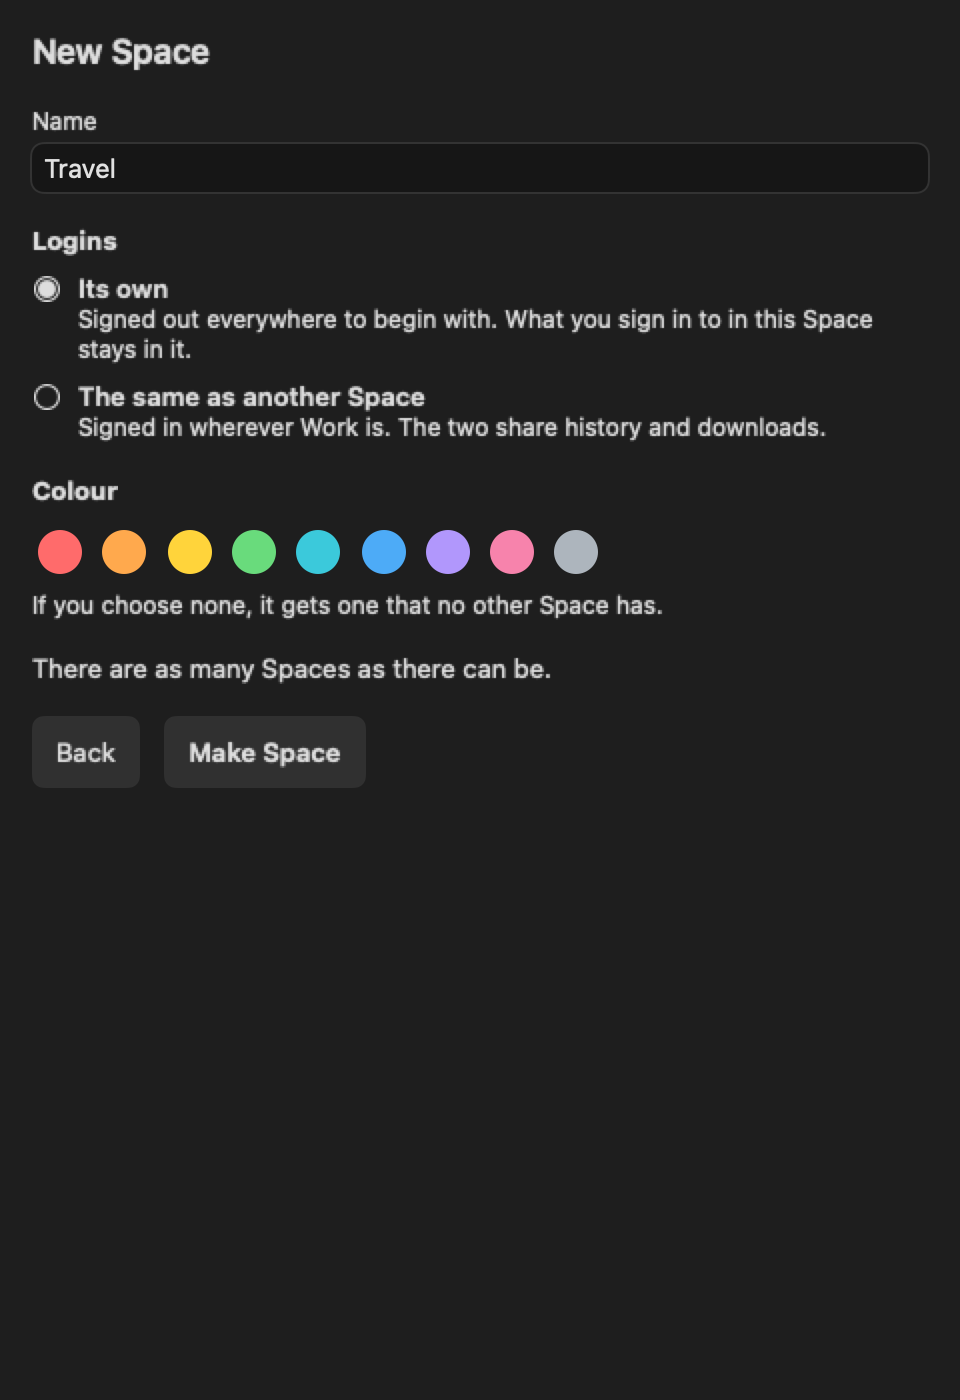 New Space
Name
Travel
Logins
Its own
Signed out everywhere to begin with. What you sign in to in this Space
stays in it.
The same as another Space
Signed in wherever Work is. The two share history and downloads.
Colour
If you choose none, it gets one that no other Space has.
There are as many Spaces as there can be.
Back
Make Space